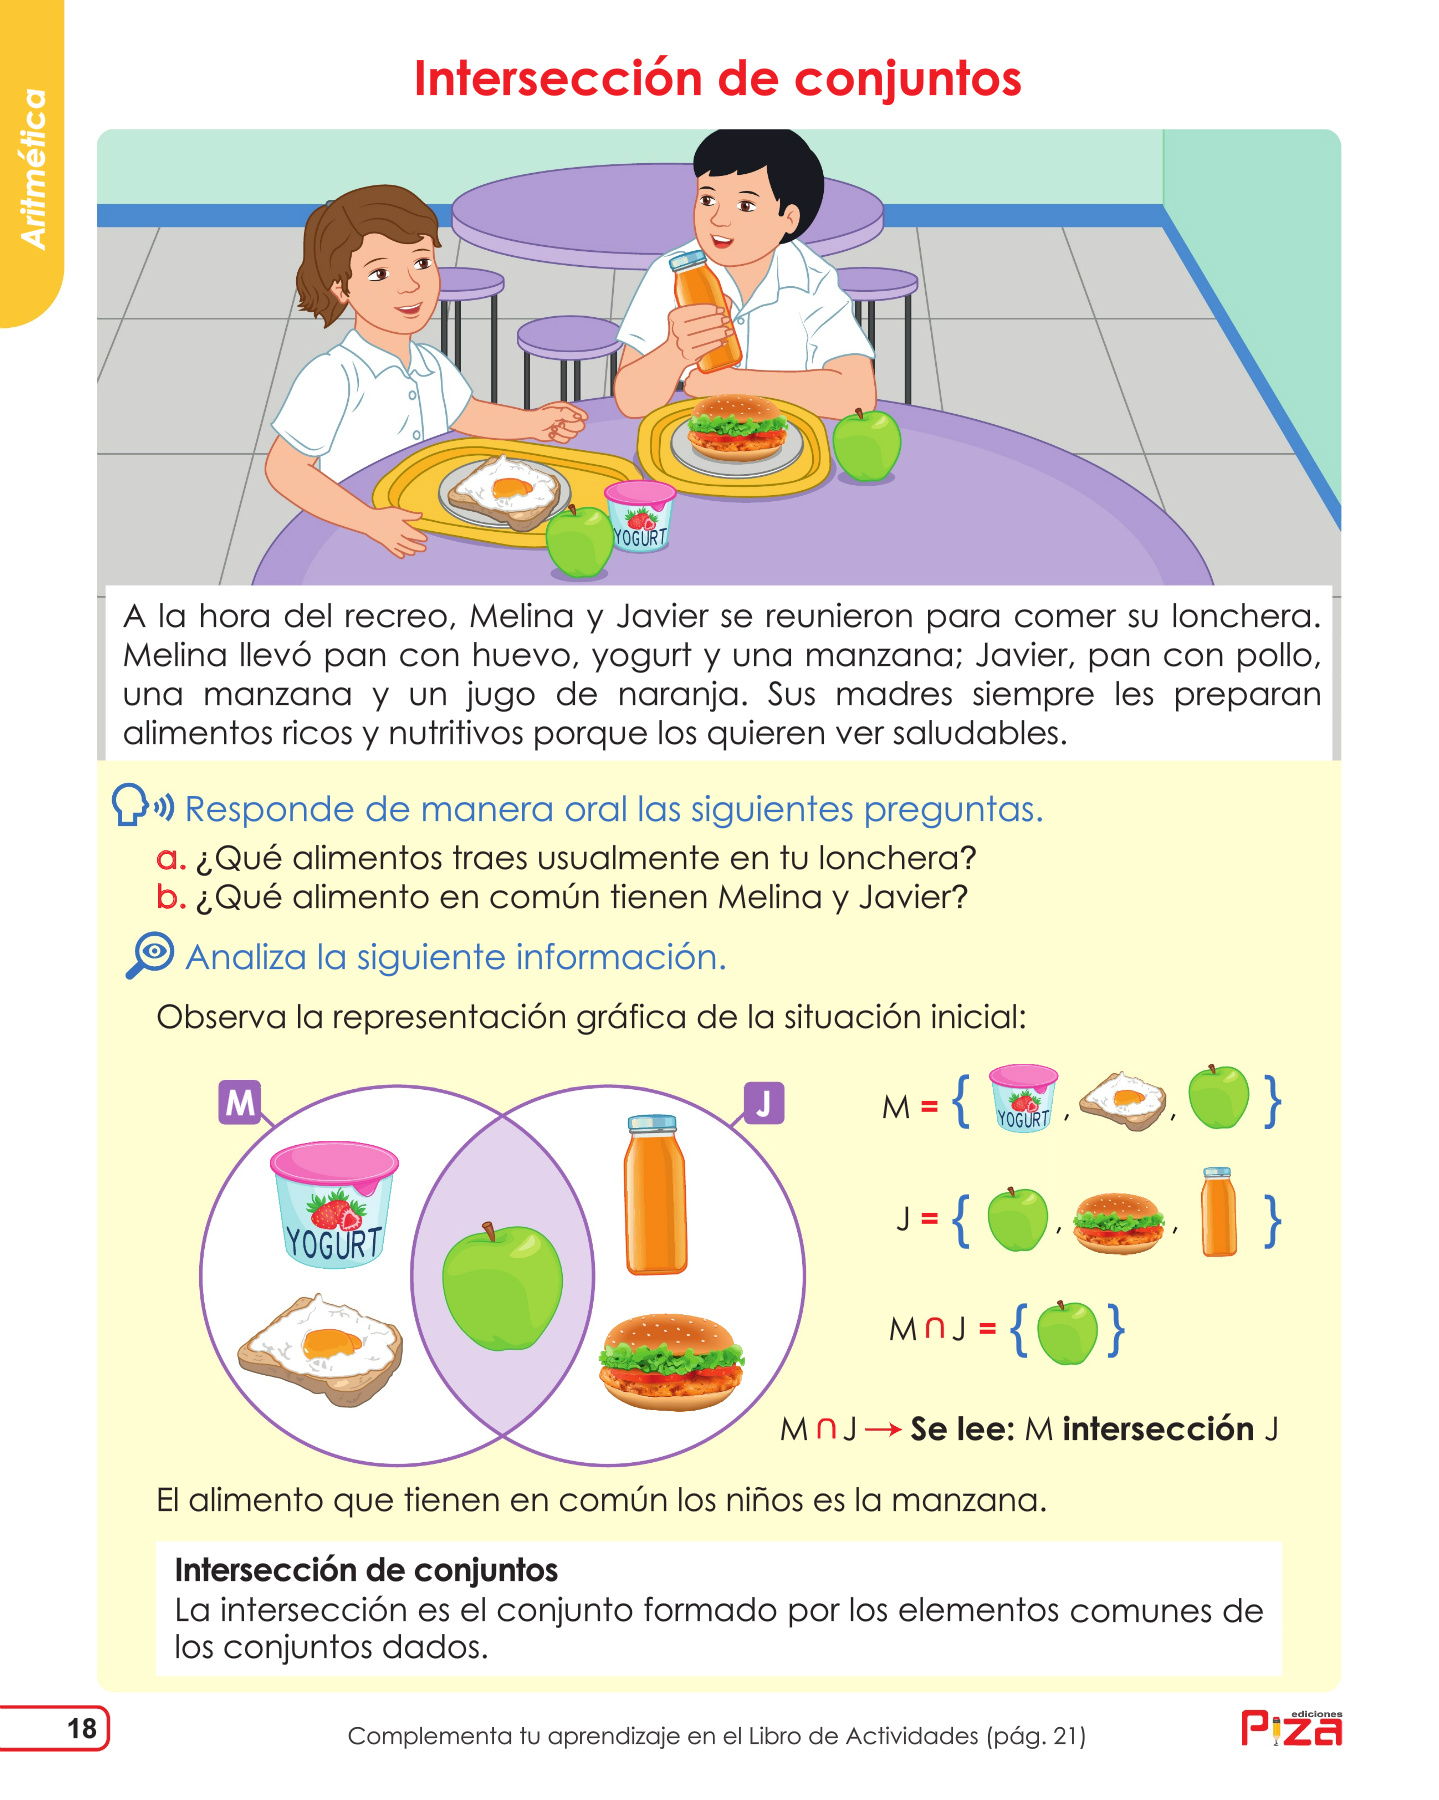 Aritmética
Intersección de conjuntos
YOGURT
A la hora del recreo, Melina y Javier se reunieron para comer su lonchera.
Melina llevó pan con huevo, yogurt y una manzana; Javier, pan con pollo,
una manzana y un jugo de naranja. Sus madres siempre les preparan
alimentos ricos y nutritivos porque los quieren ver saludables.
Responde de manera oral las siguientes preguntas.
a. ¿Qué alimentos traes usualmente en tu lonchera?
b. ¿Qué alimento en común tienen Melina y Javier?
Analiza la siguiente información.
Observa la representación gráfica de la situación inicial:
M
J
YOGURT
M = { YOGURT , , }
J = { , , }
M ∩ J = { }
M ∩ J → Se lee: M intersección J
El alimento que tienen en común los niños es la manzana.
Intersección de conjuntos
La intersección es el conjunto formado por los elementos comunes de
los conjuntos dados.
18
Complementa tu aprendizaje en el Libro de Actividades (pág. 21)
ediciones
Piza